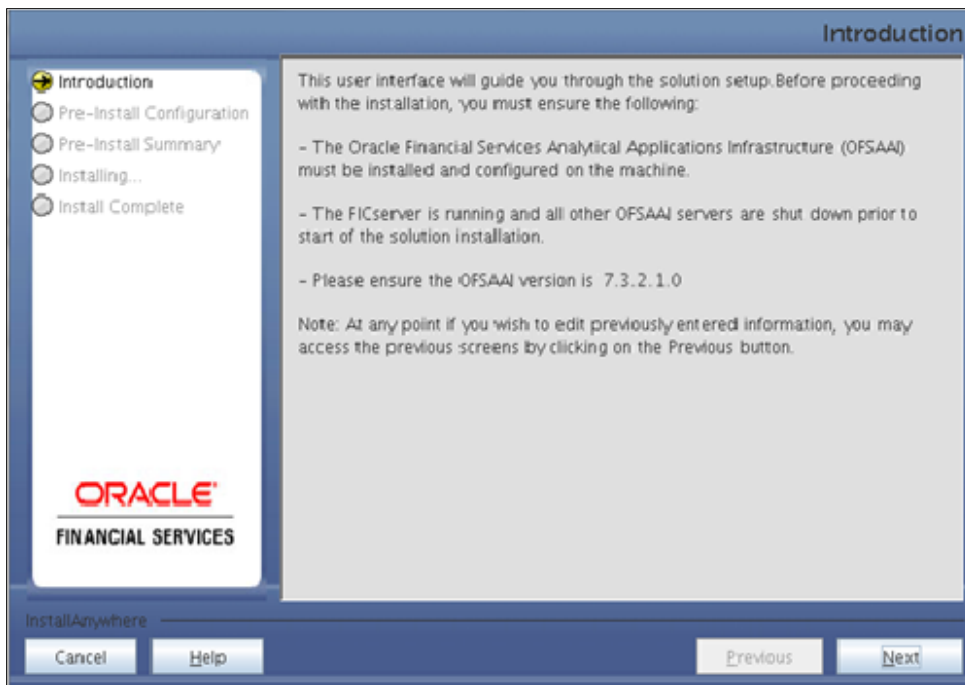 Introduction
Introduction
Pre-Install Configuration
Pre-Install Summary
Installing...
Install Complete
This user interface will guide you through the solution setup.Before proceeding
with the installation, you must ensure the following:
- The Oracle Financial Services Analytical Applications Infrastructure (OFSAAI)
must be installed and configured on the machine.
- The FICserver is running and all other OFSAAI servers are shut down prior to
start of the solution installation.
- Please ensure the OFSAAI version is 7.3.2.1.0
Note: At any point if you wish to edit previously entered information, you may
access the previous screens by clicking on the Previous button.
ORACLE
FINANCIAL SERVICES
InstallAnywhere
Cancel
Help
Previous
Next